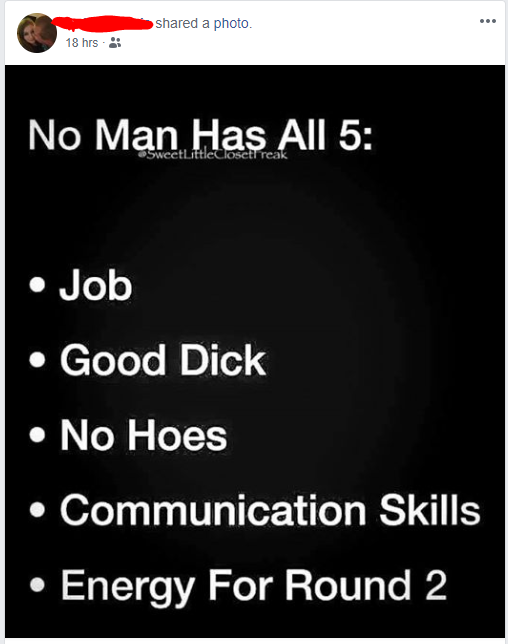 shared a photo.
18 hrs ·
No Man Has All 5:
@SweetLittleClosetFreak
• Job
• Good Dick
• No Hoes
• Communication Skills
• Energy For Round 2